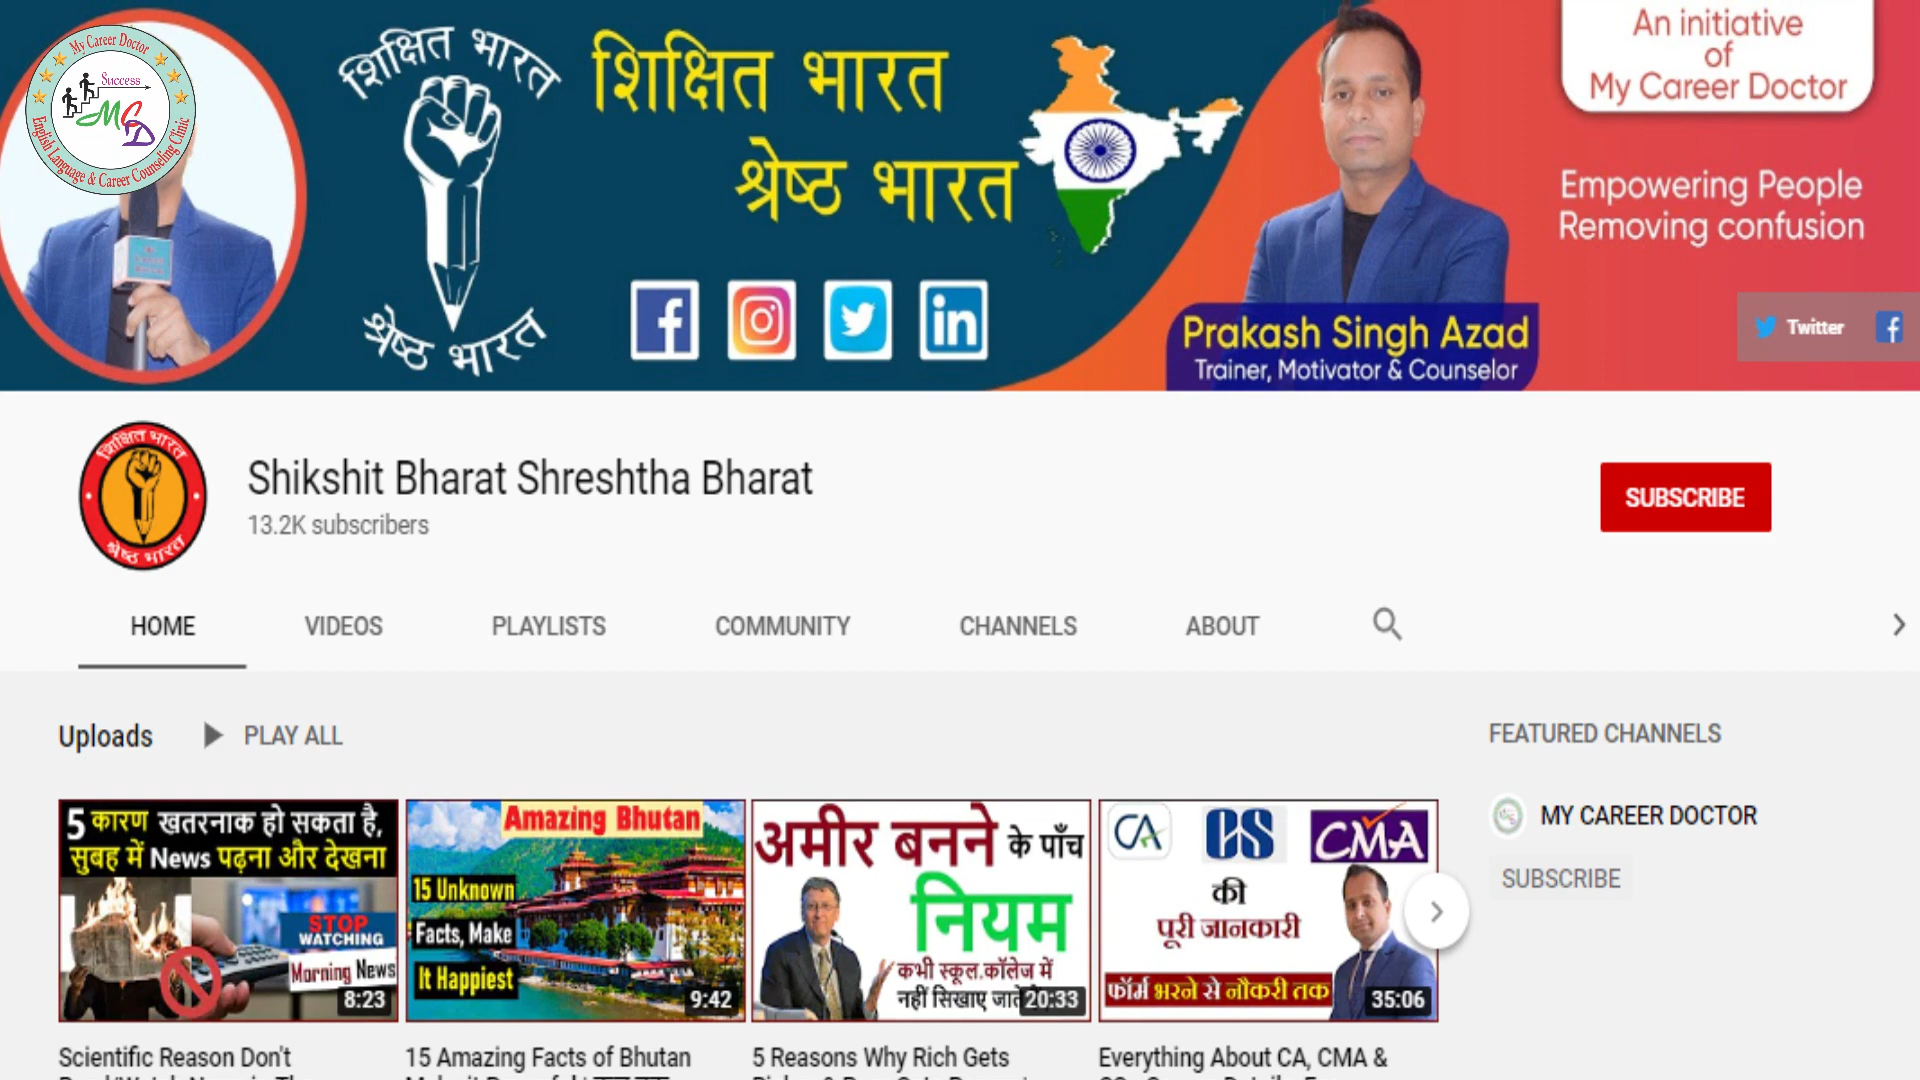 My Career Doctor
Success
MCD
English Language & Career Counseling Clinic
शिक्षित भारत
श्रेष्ठ भारत
शिक्षित भारत
श्रेष्ठ भारत
An initiative
of
My Career Doctor
Empowering People
Removing confusion
Prakash Singh Azad
Trainer, Motivator & Counselor
Twitter
शिक्षित भारत
श्रेष्ठ भारत
Shikshit Bharat Shreshtha Bharat
13.2K subscribers
SUBSCRIBE
HOME VIDEOS PLAYLISTS COMMUNITY CHANNELS ABOUT
Uploads PLAY ALL
FEATURED CHANNELS
MY CAREER DOCTOR
SUBSCRIBE
5 कारण खतरनाक हो सकता है,
सुबह में News पढ़ना और देखना
STOP
WATCHING
Morning News
8:23
Amazing Bhutan
15 Unknown
Facts, Make
It Happiest
9:42
अमीर बनने के पाँच
नियम
कभी स्कूल.कॉलेज में
नहीं सिखाए जाते
20:33
CA CS CMA
की
पूरी जानकारी
फॉर्म भरने से नौकरी तक
35:06
Scientific Reason Don't
15 Amazing Facts of Bhutan
5 Reasons Why Rich Gets
Everything About CA, CMA &